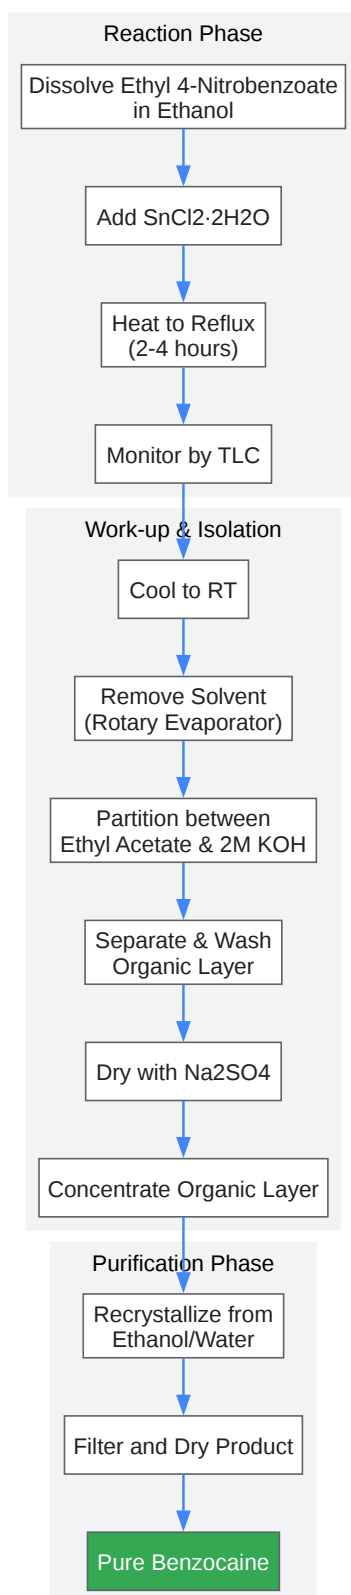 Reaction Phase
Dissolve Ethyl 4-Nitrobenzoate
in Ethanol
Add SnCl2·2H2O
Heat to Reflux
(2-4 hours)
Monitor by TLC
Work-up & Isolation
Cool to RT
Remove Solvent
(Rotary Evaporator)
Partition between
Ethyl Acetate & 2M KOH
Separate & Wash
Organic Layer
Dry with Na2SO4
Concentrate Organic Layer
Purification Phase
Recrystallize from
Ethanol/Water
Filter and Dry Product
Pure Benzocaine